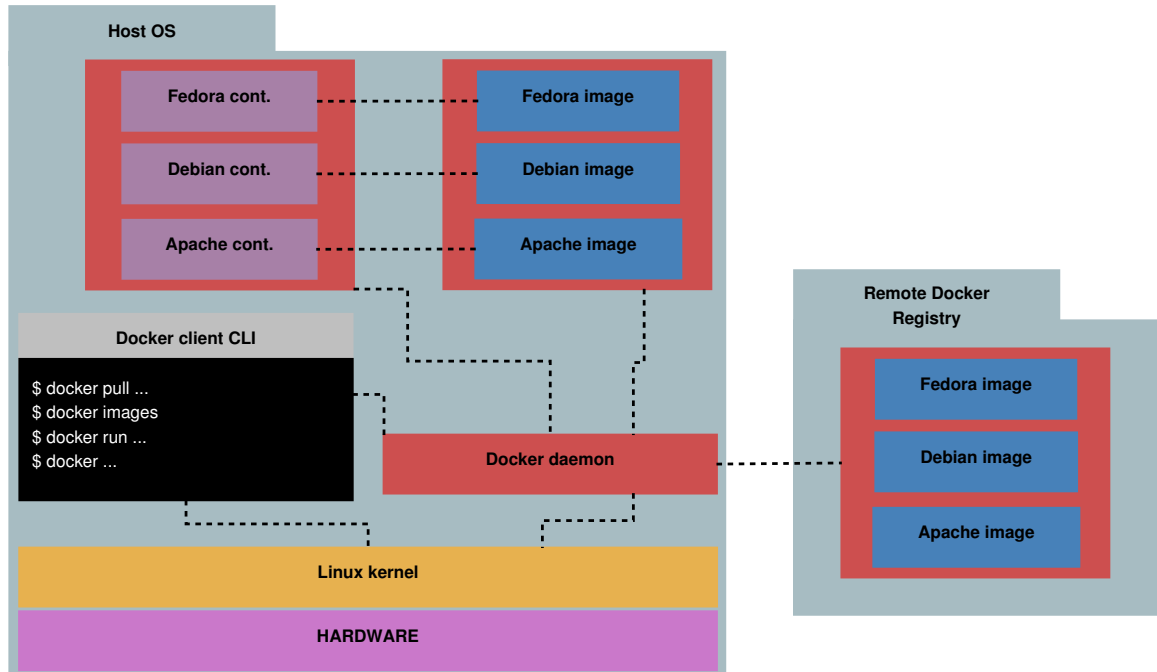 Host OS
Fedora cont.
Fedora image
Debian cont.
Debian image
Apache cont.
Apache image
Docker client CLI
$ docker pull ...
$ docker images
$ docker run ...
$ docker ...
Docker daemon
Linux kernel
HARDWARE
Remote Docker
Registry
Fedora image
Debian image
Apache image